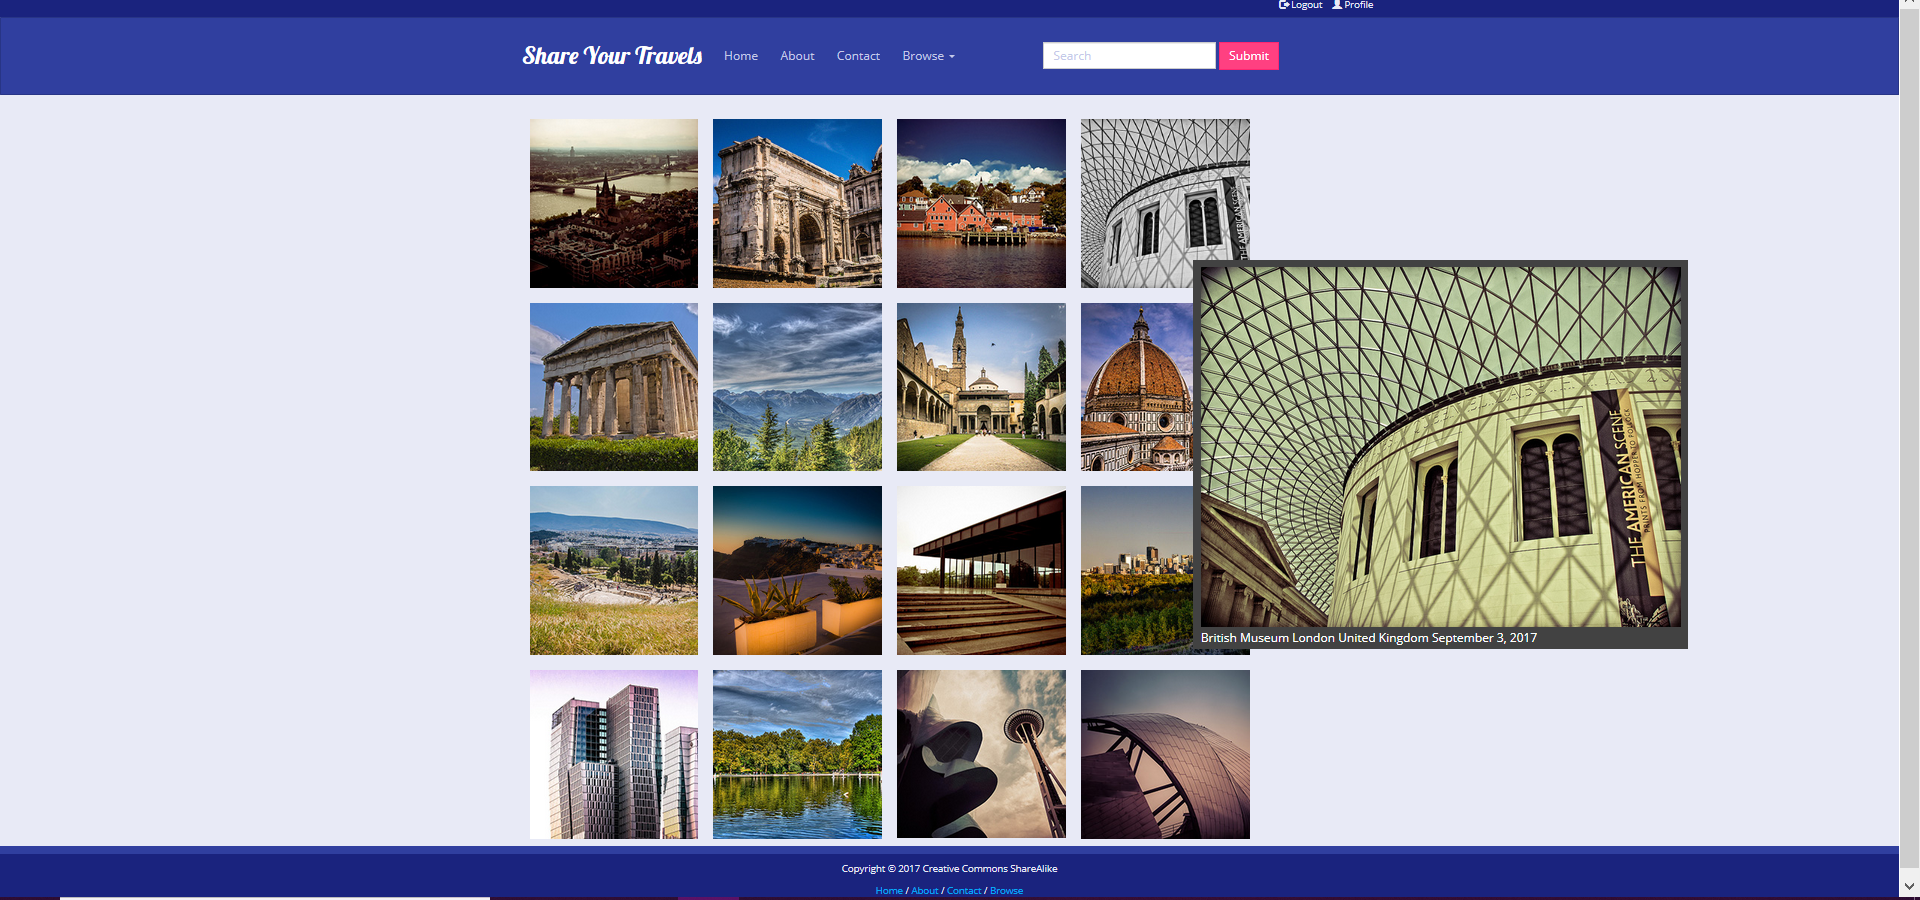 Logout Profile
Share Your Travels Home About Contact Browse Search Submit
THE AMERICAN SCENE
THE AMERICAN SCENE
PRINTS FROM HOPPER TO POLLOCK
British Museum London United Kingdom September 3, 2017
Copyright © 2017 Creative Commons ShareAlike
Home / About / Contact / Browse